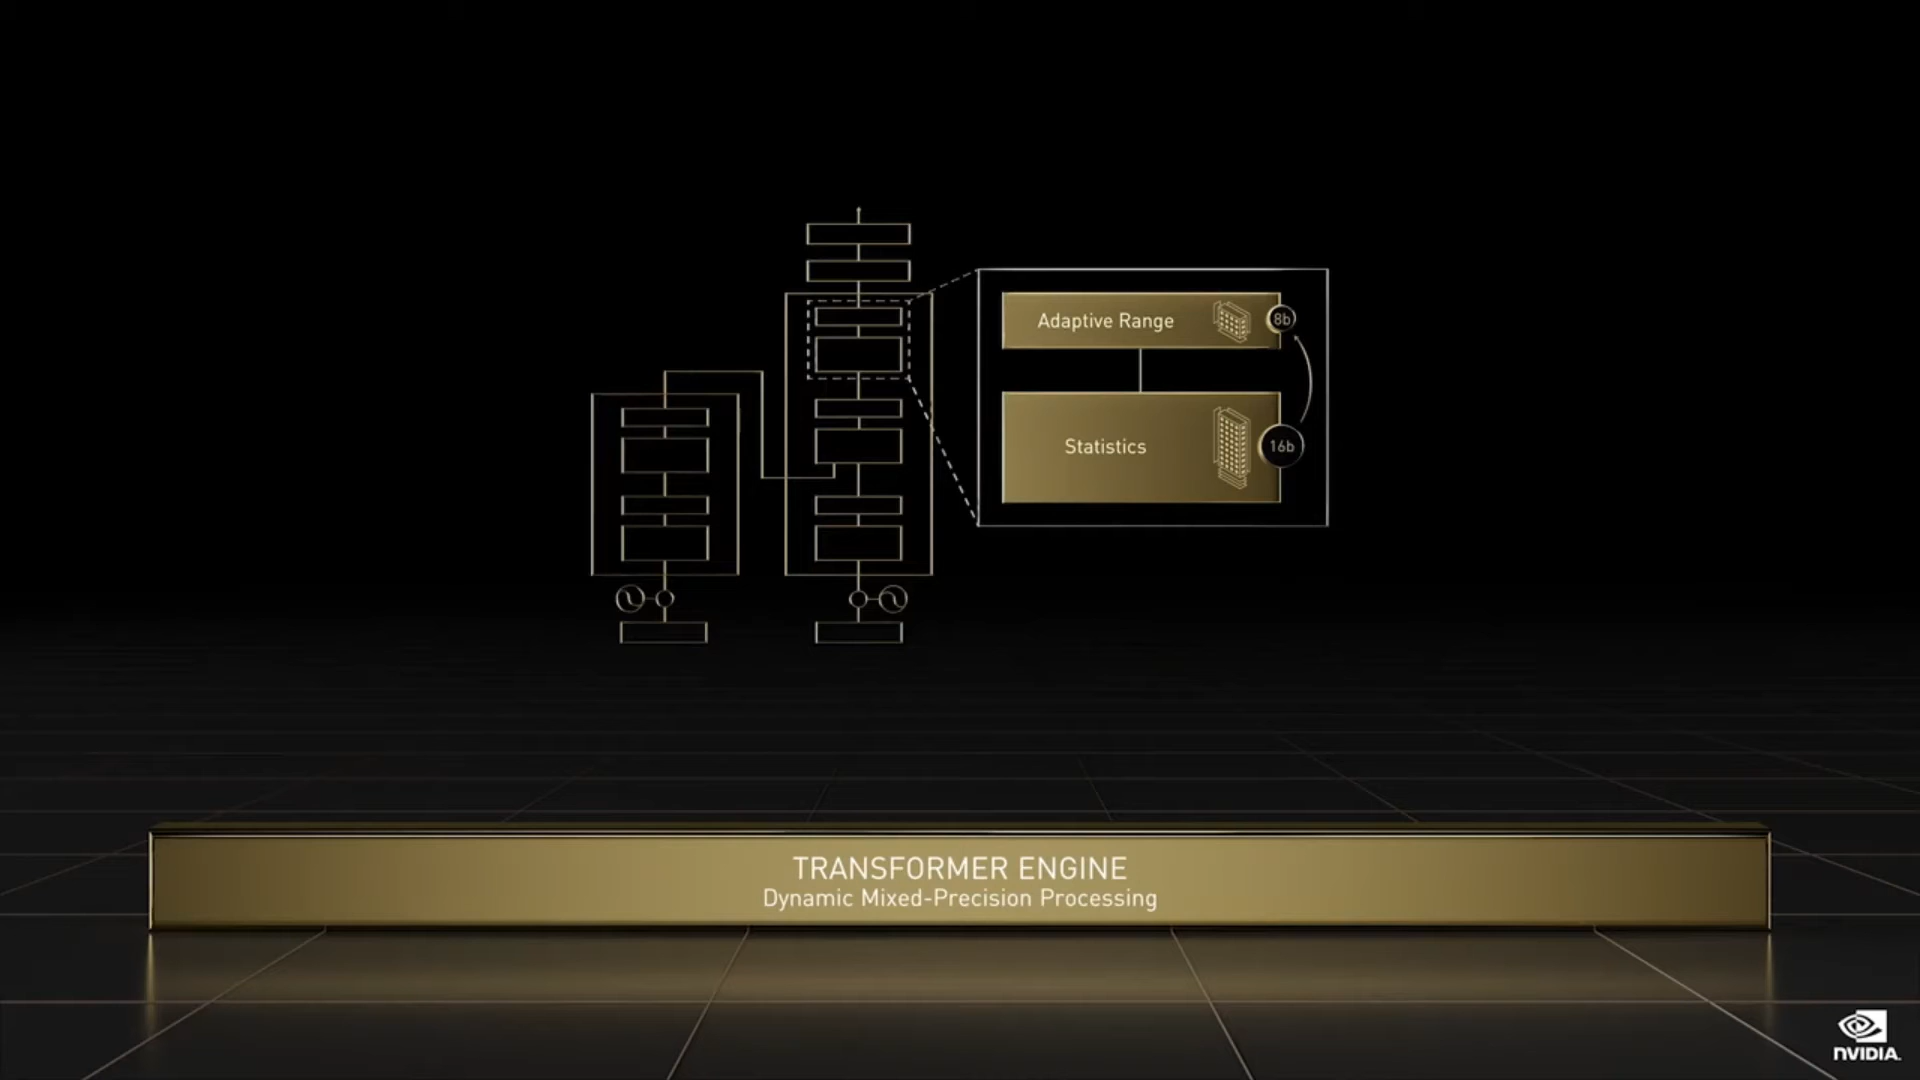 Adaptive Range
8b
Statistics
16b
TRANSFORMER ENGINE
Dynamic Mixed-Precision Processing
NVIDIA.